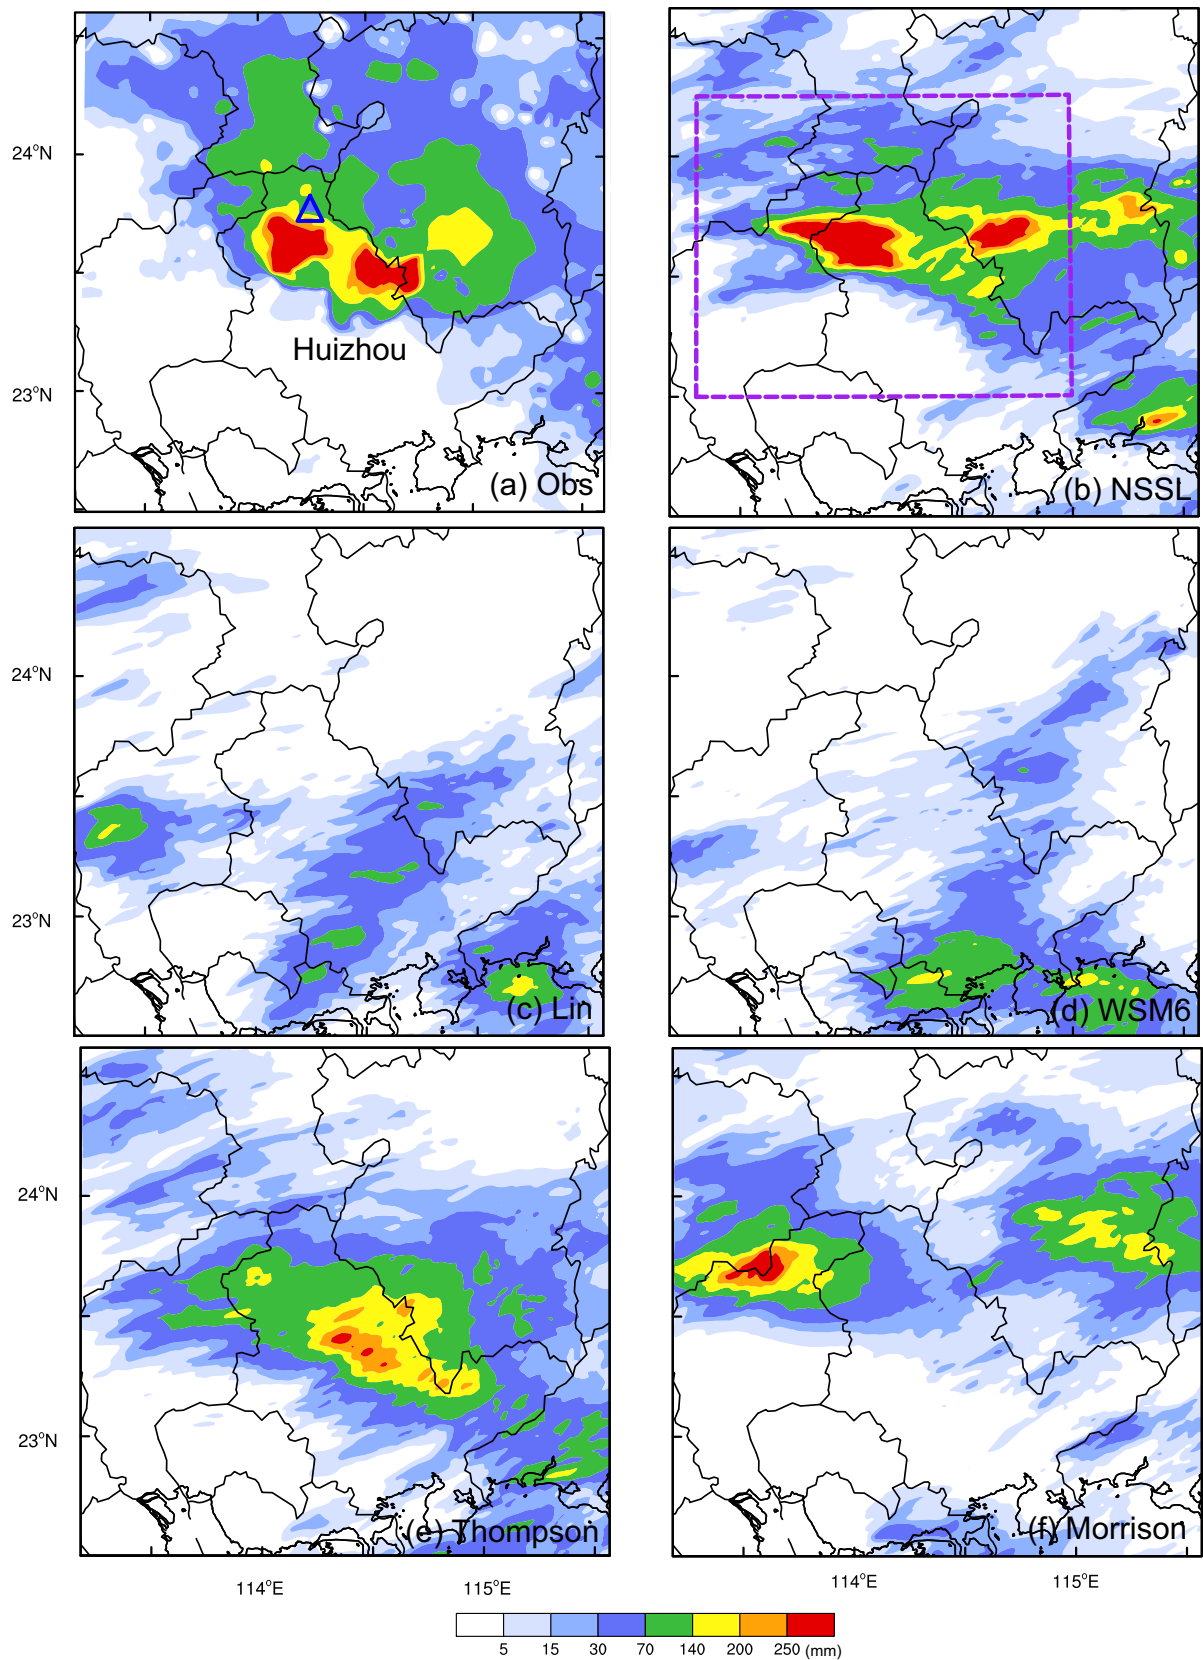 24°N
23°N
Huizhou
(a) Obs
(b) NSSL
24°N
23°N
(c) Lin
(d) WSM6
24°N
23°N
(e) Thompson
(f) Morrison
114°E 115°E 114°E 115°E
5 15 30 70 140 200 250 (mm)